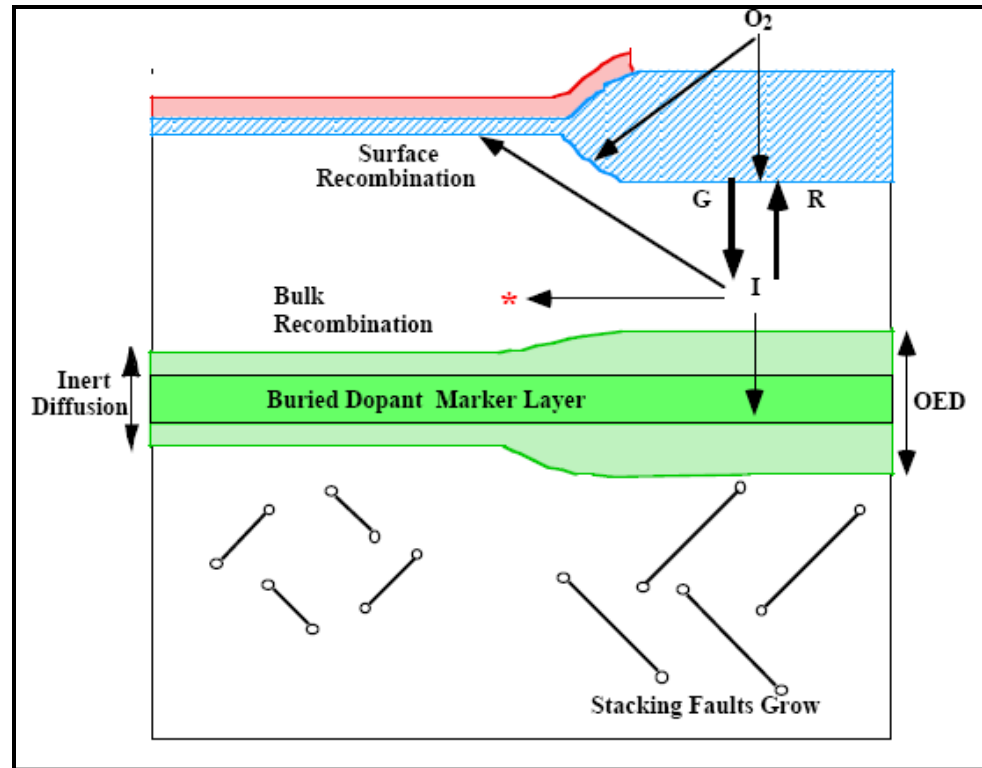 O2
Surface
Recombination
G
R
I
Bulk
*
Recombination
Inert
Diffusion
Buried Dopant Marker Layer
OED
Stacking Faults Grow